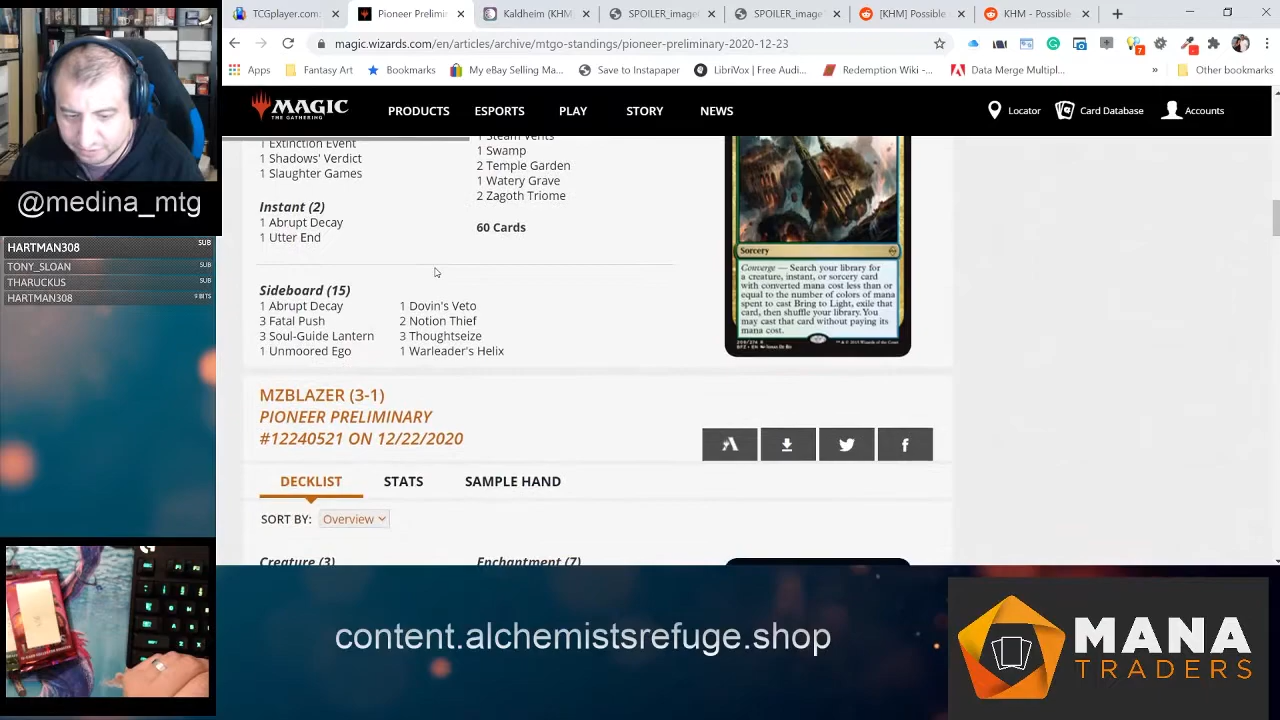 TCGplayer.com:
Pioneer Prelimin
Kaldheim (KHM
SPOILER_image
SPOILER_image
[KHM] Possible
KHM - Possible
magic.wizards.com/en/articles/archive/mtgo-standings/pioneer-preliminary-2020-12-23
Apps
Fantasy Art
Bookmarks
My eBay Selling Ma...
Save to Instapaper
LibriVox | Free Audi...
Redemption Wiki -...
Data Merge Multipl...
»
Other bookmarks
MAGIC
THE GATHERING
PRODUCTS
ESPORTS
PLAY
STORY
NEWS
Locator
Card Database
Accounts
1 Extinction Event
1 Shadows' Verdict
1 Slaughter Games
Instant (2)
1 Abrupt Decay
1 Utter End
1 Steam Vents
1 Swamp
2 Temple Garden
1 Watery Grave
2 Zagoth Triome
60 Cards
Sideboard (15)
1 Abrupt Decay
3 Fatal Push
3 Soul-Guide Lantern
1 Unmoored Ego
1 Dovin's Veto
2 Notion Thief
3 Thoughtseize
1 Warleader's Helix
Sorcery
Converge — Search your library for
a creature, instant, or sorcery card
with converted mana cost less than or
equal to the number of colors of mana
spent to cast Bring to Light, exile that
card, then shuffle your library. You
may cast that card without paying its
mana cost.
MZBLAZER (3-1)
PIONEER PRELIMINARY
#12240521 ON 12/22/2020
DECKLIST
STATS
SAMPLE HAND
SORT BY:
Overview
Creature (3)
Enchantment (7)
@medina_mtg
HARTMAN308
SUB
TONY_SLOAN
SUB
THARUCKUS
SUB
HARTMAN308
9 BITS
content.alchemistsrefuge.shop
MANA
TRADERS